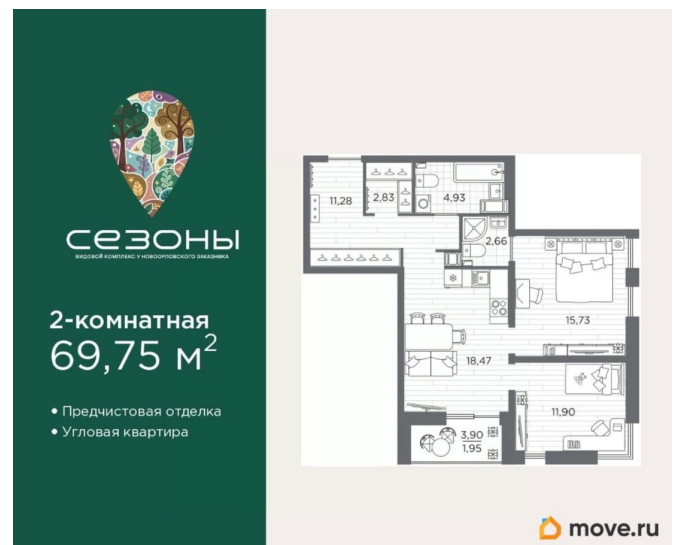 сезоны
ВИДОВОЙ КОМПЛЕКС У НОВООРЛОВСКОГО ЗАКАЗНИКА
2-комнатная
69,75 м²
• Предчистовая отделка
• Угловая квартира
11,28
2,83
4,93
2,66
15,73
18,47
11,90
3,90
1,95
move.ru